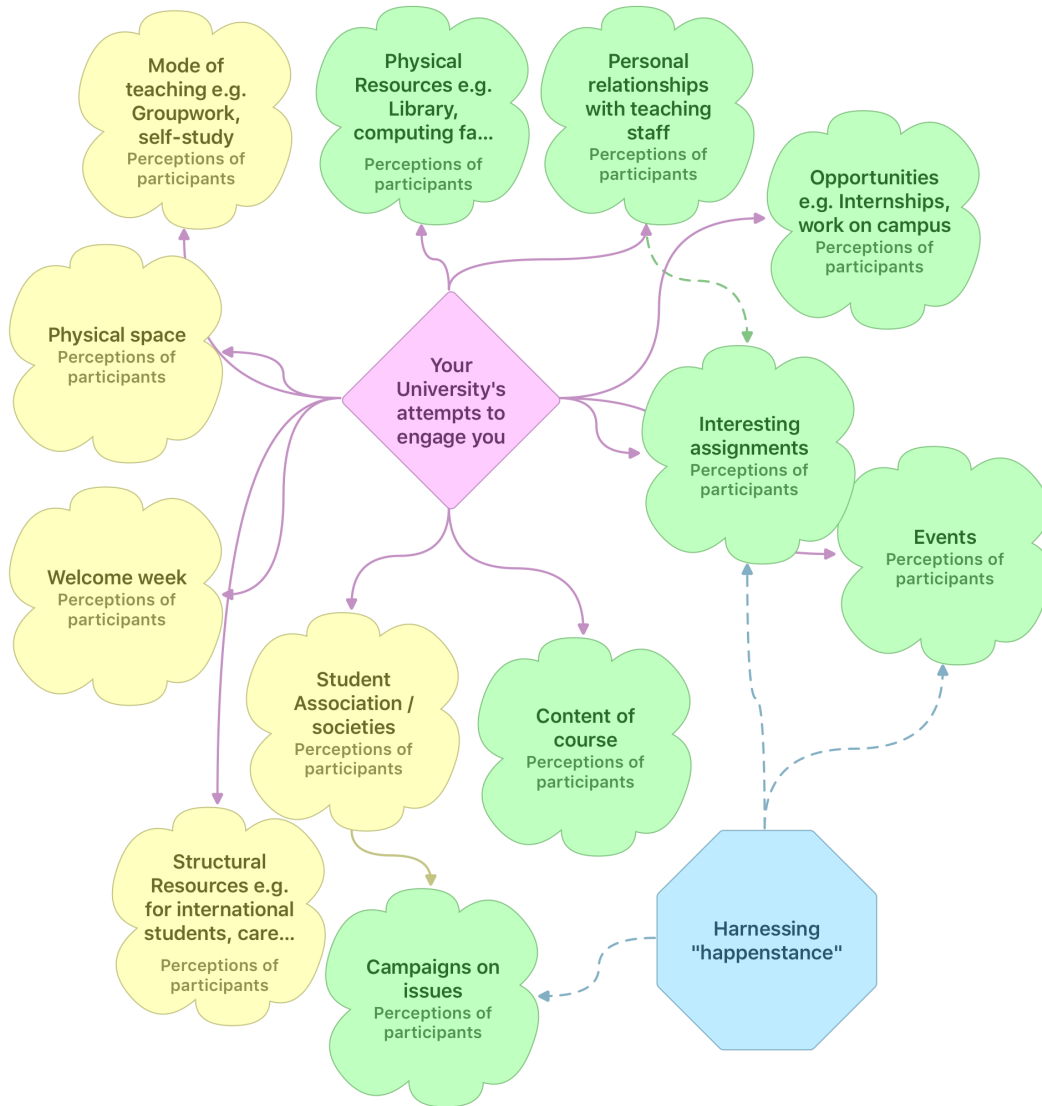 Mode of
teaching e.g.
Groupwork,
self-study
Perceptions of
participants
Physical
Resources e.g.
Library,
computing fa...
Perceptions of
participants
Personal
relationships
with teaching
staff
Perceptions of
participants
Opportunities
e.g. Internships,
work on campus
Perceptions of
participants
Physical space
Perceptions of
participants
Your
University's
attempts to
engage you
Interesting
assignments
Perceptions of
participants
Events
Perceptions of
participants
Welcome week
Perceptions of
participants
Student
Association /
societies
Perceptions of
participants
Content of
course
Perceptions of
participants
Structural
Resources e.g.
for international
students, care...
Perceptions of
participants
Campaigns on
issues
Perceptions of
participants
Harnessing
"happenstance"